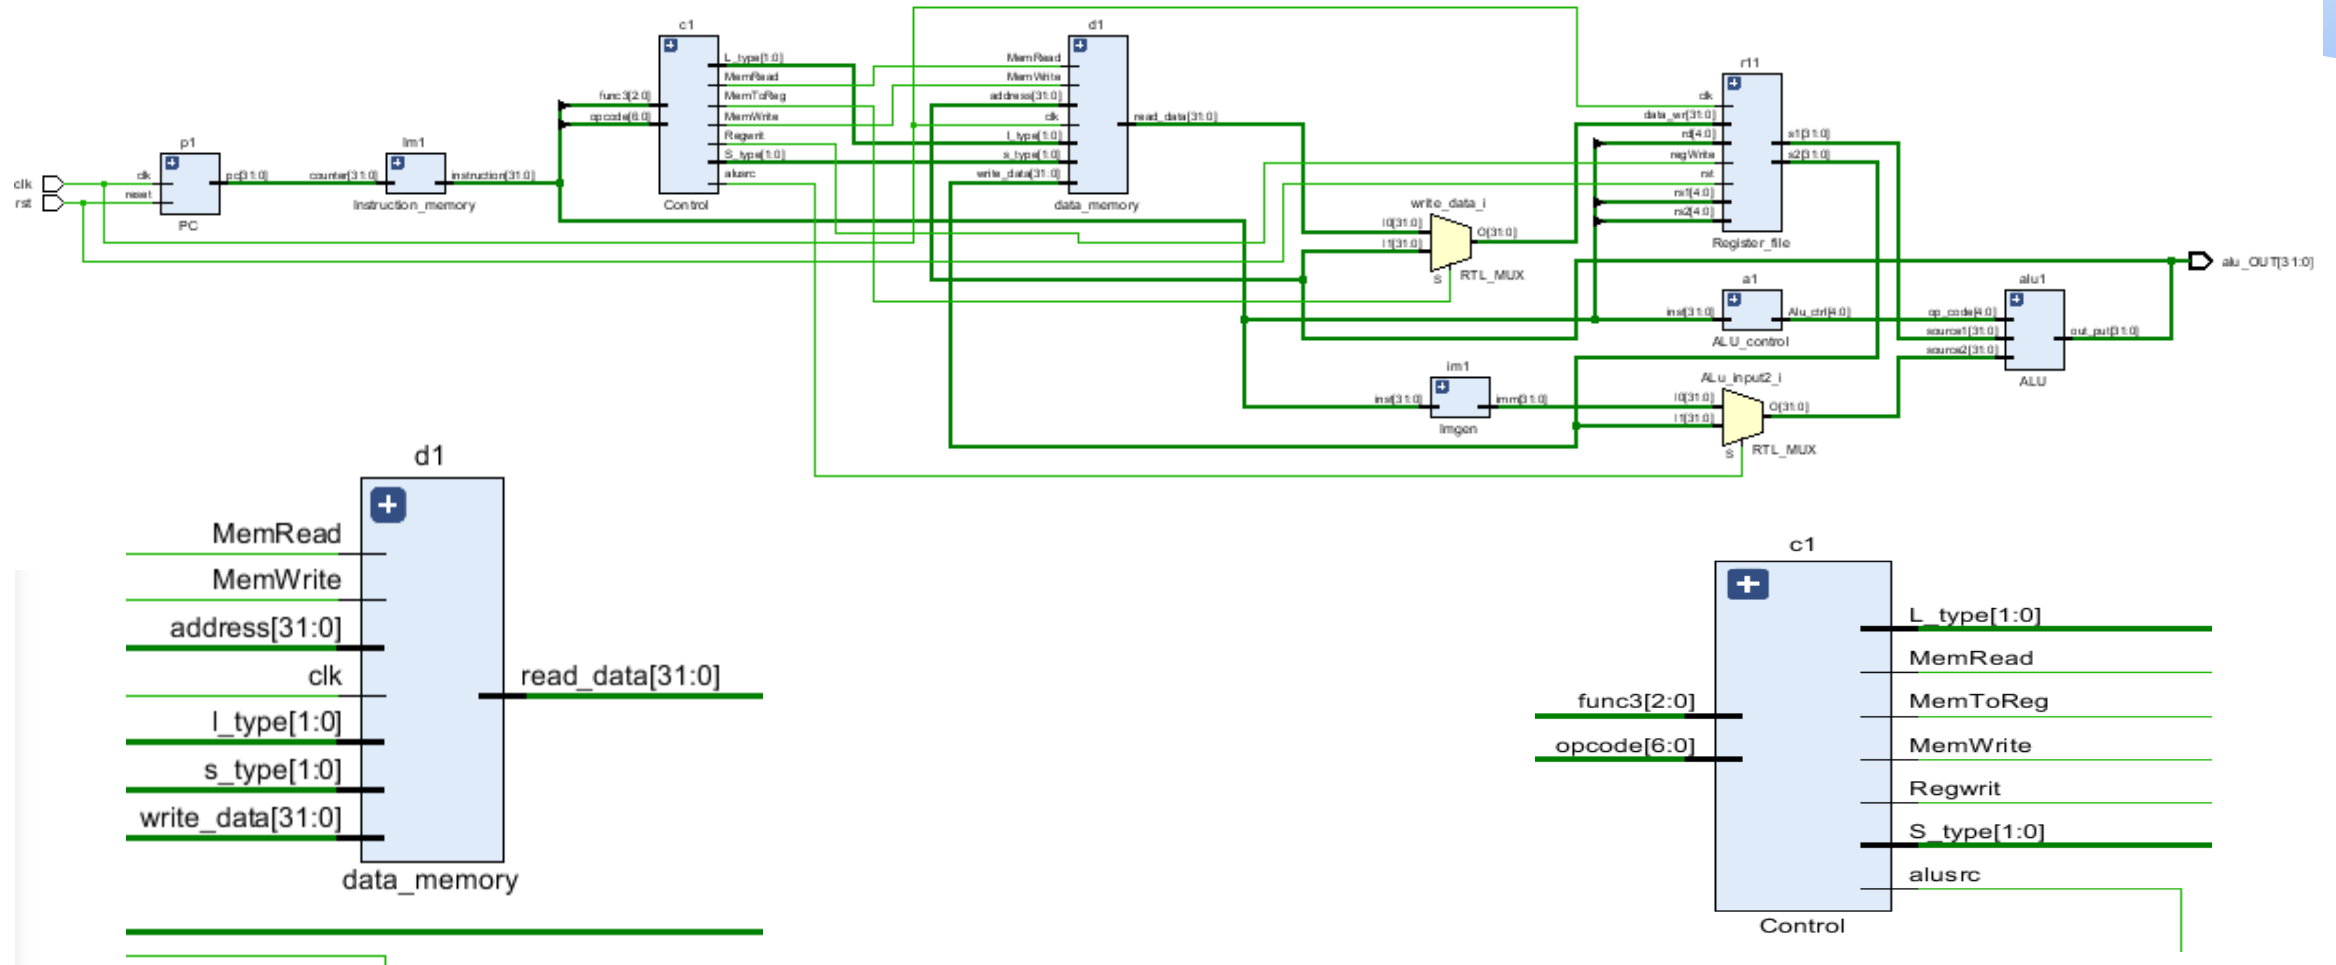 clk
rst
p1
clk
reset
pc[31:0]
PC
Im1
counter[31:0]
instruction[31:0]
Instruction_memory
c1
func3[2:0]
opcode[6:0]
L_type[1:0]
MemRead
MemToReg
MemWrite
Regwrit
S_type[1:0]
alusrc
Control
d1
MemRead
MemWrite
address[31:0]
clk
l_type[1:0]
s_type[1:0]
write_data[31:0]
read_data[31:0]
data_memory
write_data_i
I0[31:0]
I1[31:0]
O[31:0]
S
RTL_MUX
r11
clk
data_wr[31:0]
rd[4:0]
regWrite
rst
rs1[4:0]
rs2[4:0]
s1[31:0]
s2[31:0]
Register_file
a1
inst[31:0]
Alu_ctrl[4:0]
ALU_control
im1
inst[31:0]
imm[31:0]
Imgen
ALu_input2_i
I0[31:0]
I1[31:0]
O[31:0]
S
RTL_MUX
alu1
op_code[4:0]
source1[31:0]
source2[31:0]
out_put[31:0]
ALU
alu_OUT[31:0]
d1
MemRead
MemWrite
address[31:0]
clk
l_type[1:0]
s_type[1:0]
write_data[31:0]
read_data[31:0]
data_memory
c1
func3[2:0]
opcode[6:0]
L_type[1:0]
MemRead
MemToReg
MemWrite
Regwrit
S_type[1:0]
alusrc
Control